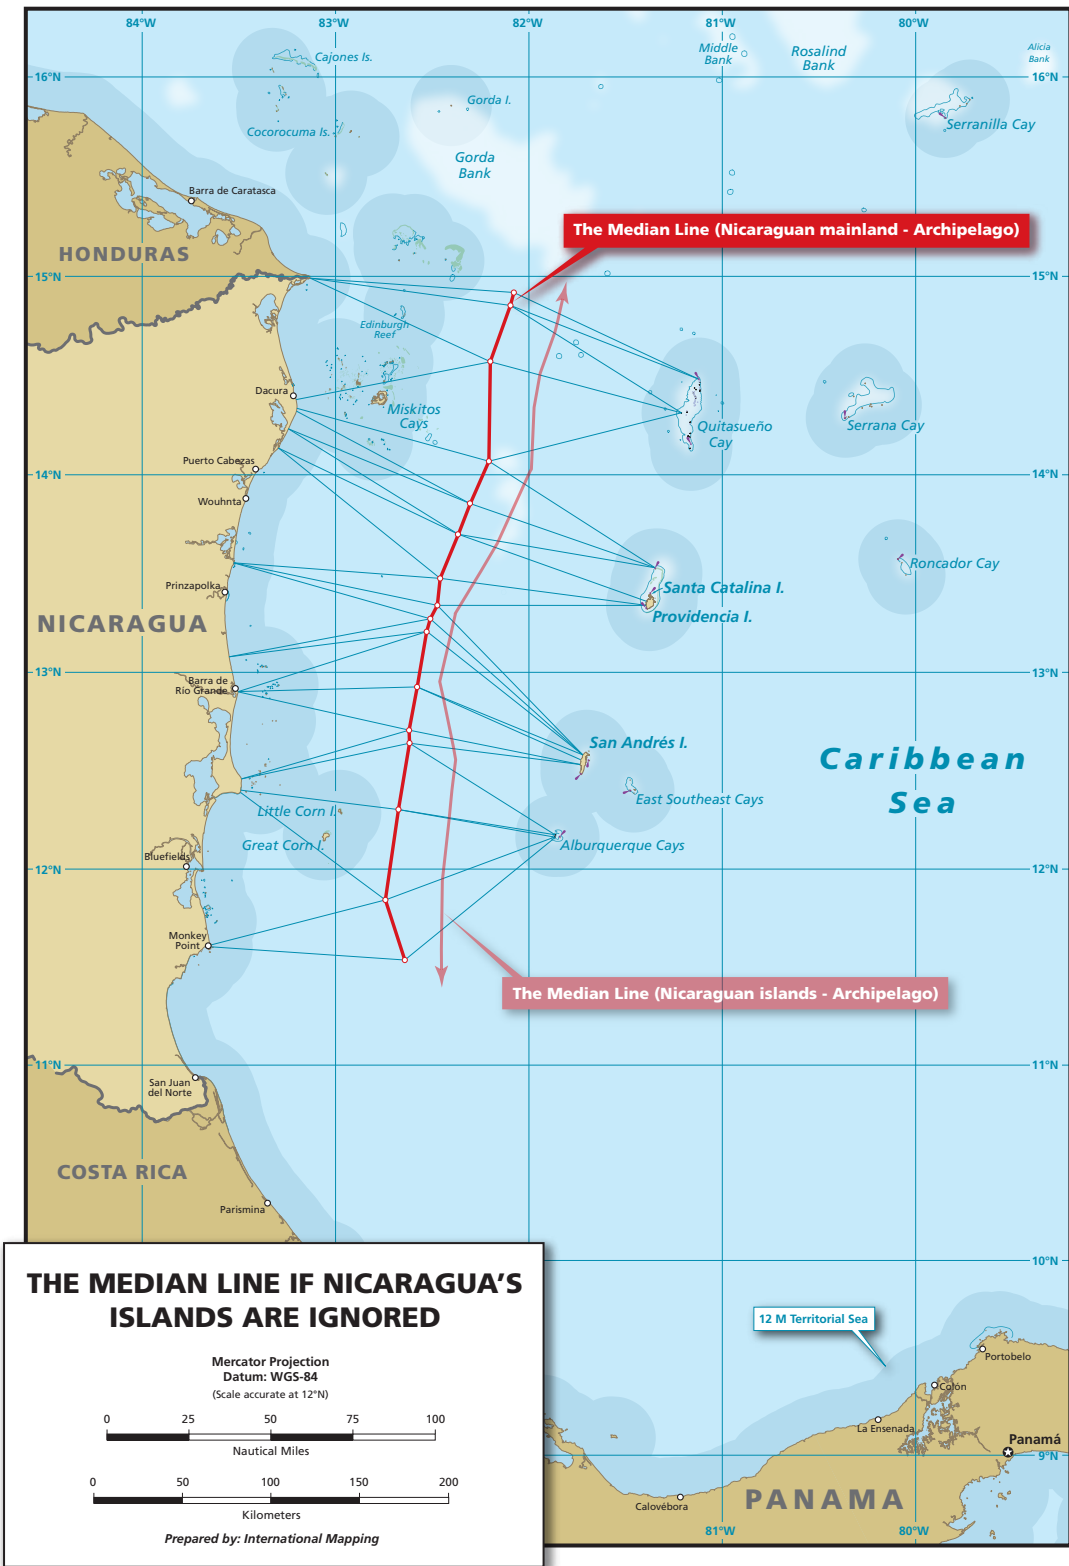 84°W
83°W
82°W
81°W
80°W
Cajones Is.
Middle
Bank
Rosalind
Bank
Alicia
Bank
16°N
16°N
Gorda I.
Cocorocuma Is.
Serranilla Cay
Gorda
Bank
Barra de Caratasca
The Median Line (Nicaraguan mainland - Archipelago)
HONDURAS
15°N
15°N
Edinburgh
Reef
Dacura
Miskitos
Cays
Quitasueño
Cay
Serrana Cay
Puerto Cabezas
14°N
14°N
Wouhnta
Roncador Cay
Prinzapolka
Santa Catalina I.
Providencia I.
NICARAGUA
13°N
13°N
Barra de
Río Grande
San Andrés I.
Caribbean
Sea
East Southeast Cays
Little Corn I.
Great Corn I.
Alburquerque Cays
Bluefields
12°N
12°N
Monkey
Point
The Median Line (Nicaraguan islands - Archipelago)
11°N
11°N
San Juan
del Norte
COSTA RICA
Parismina
10°N
THE MEDIAN LINE IF NICARAGUA'S
ISLANDS ARE IGNORED
Mercator Projection
Datum: WGS-84
(Scale accurate at 12°N)
0 25 50 75 100
Nautical Miles
0 50 100 150 200
Kilometers
Prepared by: International Mapping
12 M Territorial Sea
Portobelo
Colón
La Ensenada
Panamá
9°N
Calovébora
PANAMA
81°W
80°W